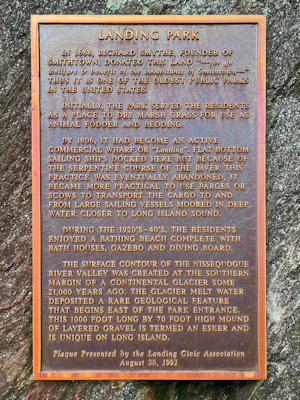 LANDING PARK
IN 1688, RICHARD SMYTHE, FOUNDER OF
SMITHTOWN, DONATED THIS LAND "--for ye
welfare & benefit of the inhabitants of Smithtown--"
THUS IT IS ONE OF THE OLDEST PUBLIC PARKS
IN THE UNITED STATES.
INITIALLY, THE PARK SERVED THE RESIDENTS
AS A PLACE TO DRY MARSH GRASS FOR USE AS
ANIMAL FODDER AND BEDDING.
BY 1806, IT HAD BECOME AN ACTIVE
COMMERCIAL WHARF OR "Landing". FLAT BOTTOM
SAILING SHIPS DOCKED HERE BUT BECAUSE OF
THE SERPENTINE COURSE OF THE RIVER THIS
PRACTICE WAS EVENTUALLY ABANDONED. IT
BECAME MORE PRACTICAL TO USE BARGES OR
SCOWS TO TRANSPORT THE CARGO TO AND
FROM LARGE SAILING VESSELS MOORED IN DEEP
WATER CLOSER TO LONG ISLAND SOUND.
DURING THE 1920'S-40'S, THE RESIDENTS
ENJOYED A BATHING BEACH COMPLETE WITH
BATH HOUSES, GAZEBO AND DIVING BOARD.
THE SURFACE CONTOUR OF THE NISSEQUOGUE
RIVER VALLEY WAS CREATED AT THE SOUTHERN
MARGIN OF A CONTINENTAL GLACIER SOME
21,000 YEARS AGO. THE GLACIER MELT WATER
DEPOSITED A RARE GEOLOGICAL FEATURE
THAT BEGINS EAST OF THE PARK ENTRANCE.
THIS 1000 FOOT LONG BY 70 FOOT HIGH MOUND
OF LAYERED GRAVEL IS TERMED AN ESKER AND
IS UNIQUE ON LONG ISLAND.
Plaque Presented by the Landing Civic Association
August 30, 1991